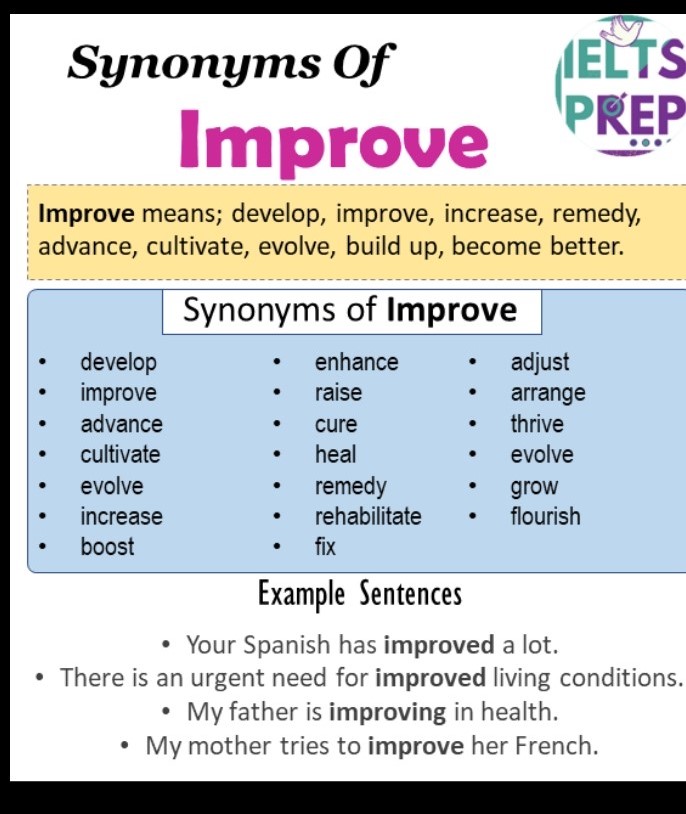 Synonyms Of
Improve
IELTS
PREP
Improve means; develop, improve, increase, remedy,
advance, cultivate, evolve, build up, become better.
Synonyms of Improve
• develop
• improve
• advance
• cultivate
• evolve
• increase
• boost
• enhance
• raise
• cure
• heal
• remedy
• rehabilitate
• fix
• adjust
• arrange
• thrive
• evolve
• grow
• flourish
Example Sentences
• Your Spanish has improved a lot.
• There is an urgent need for improved living conditions.
• My father is improving in health.
• My mother tries to improve her French.